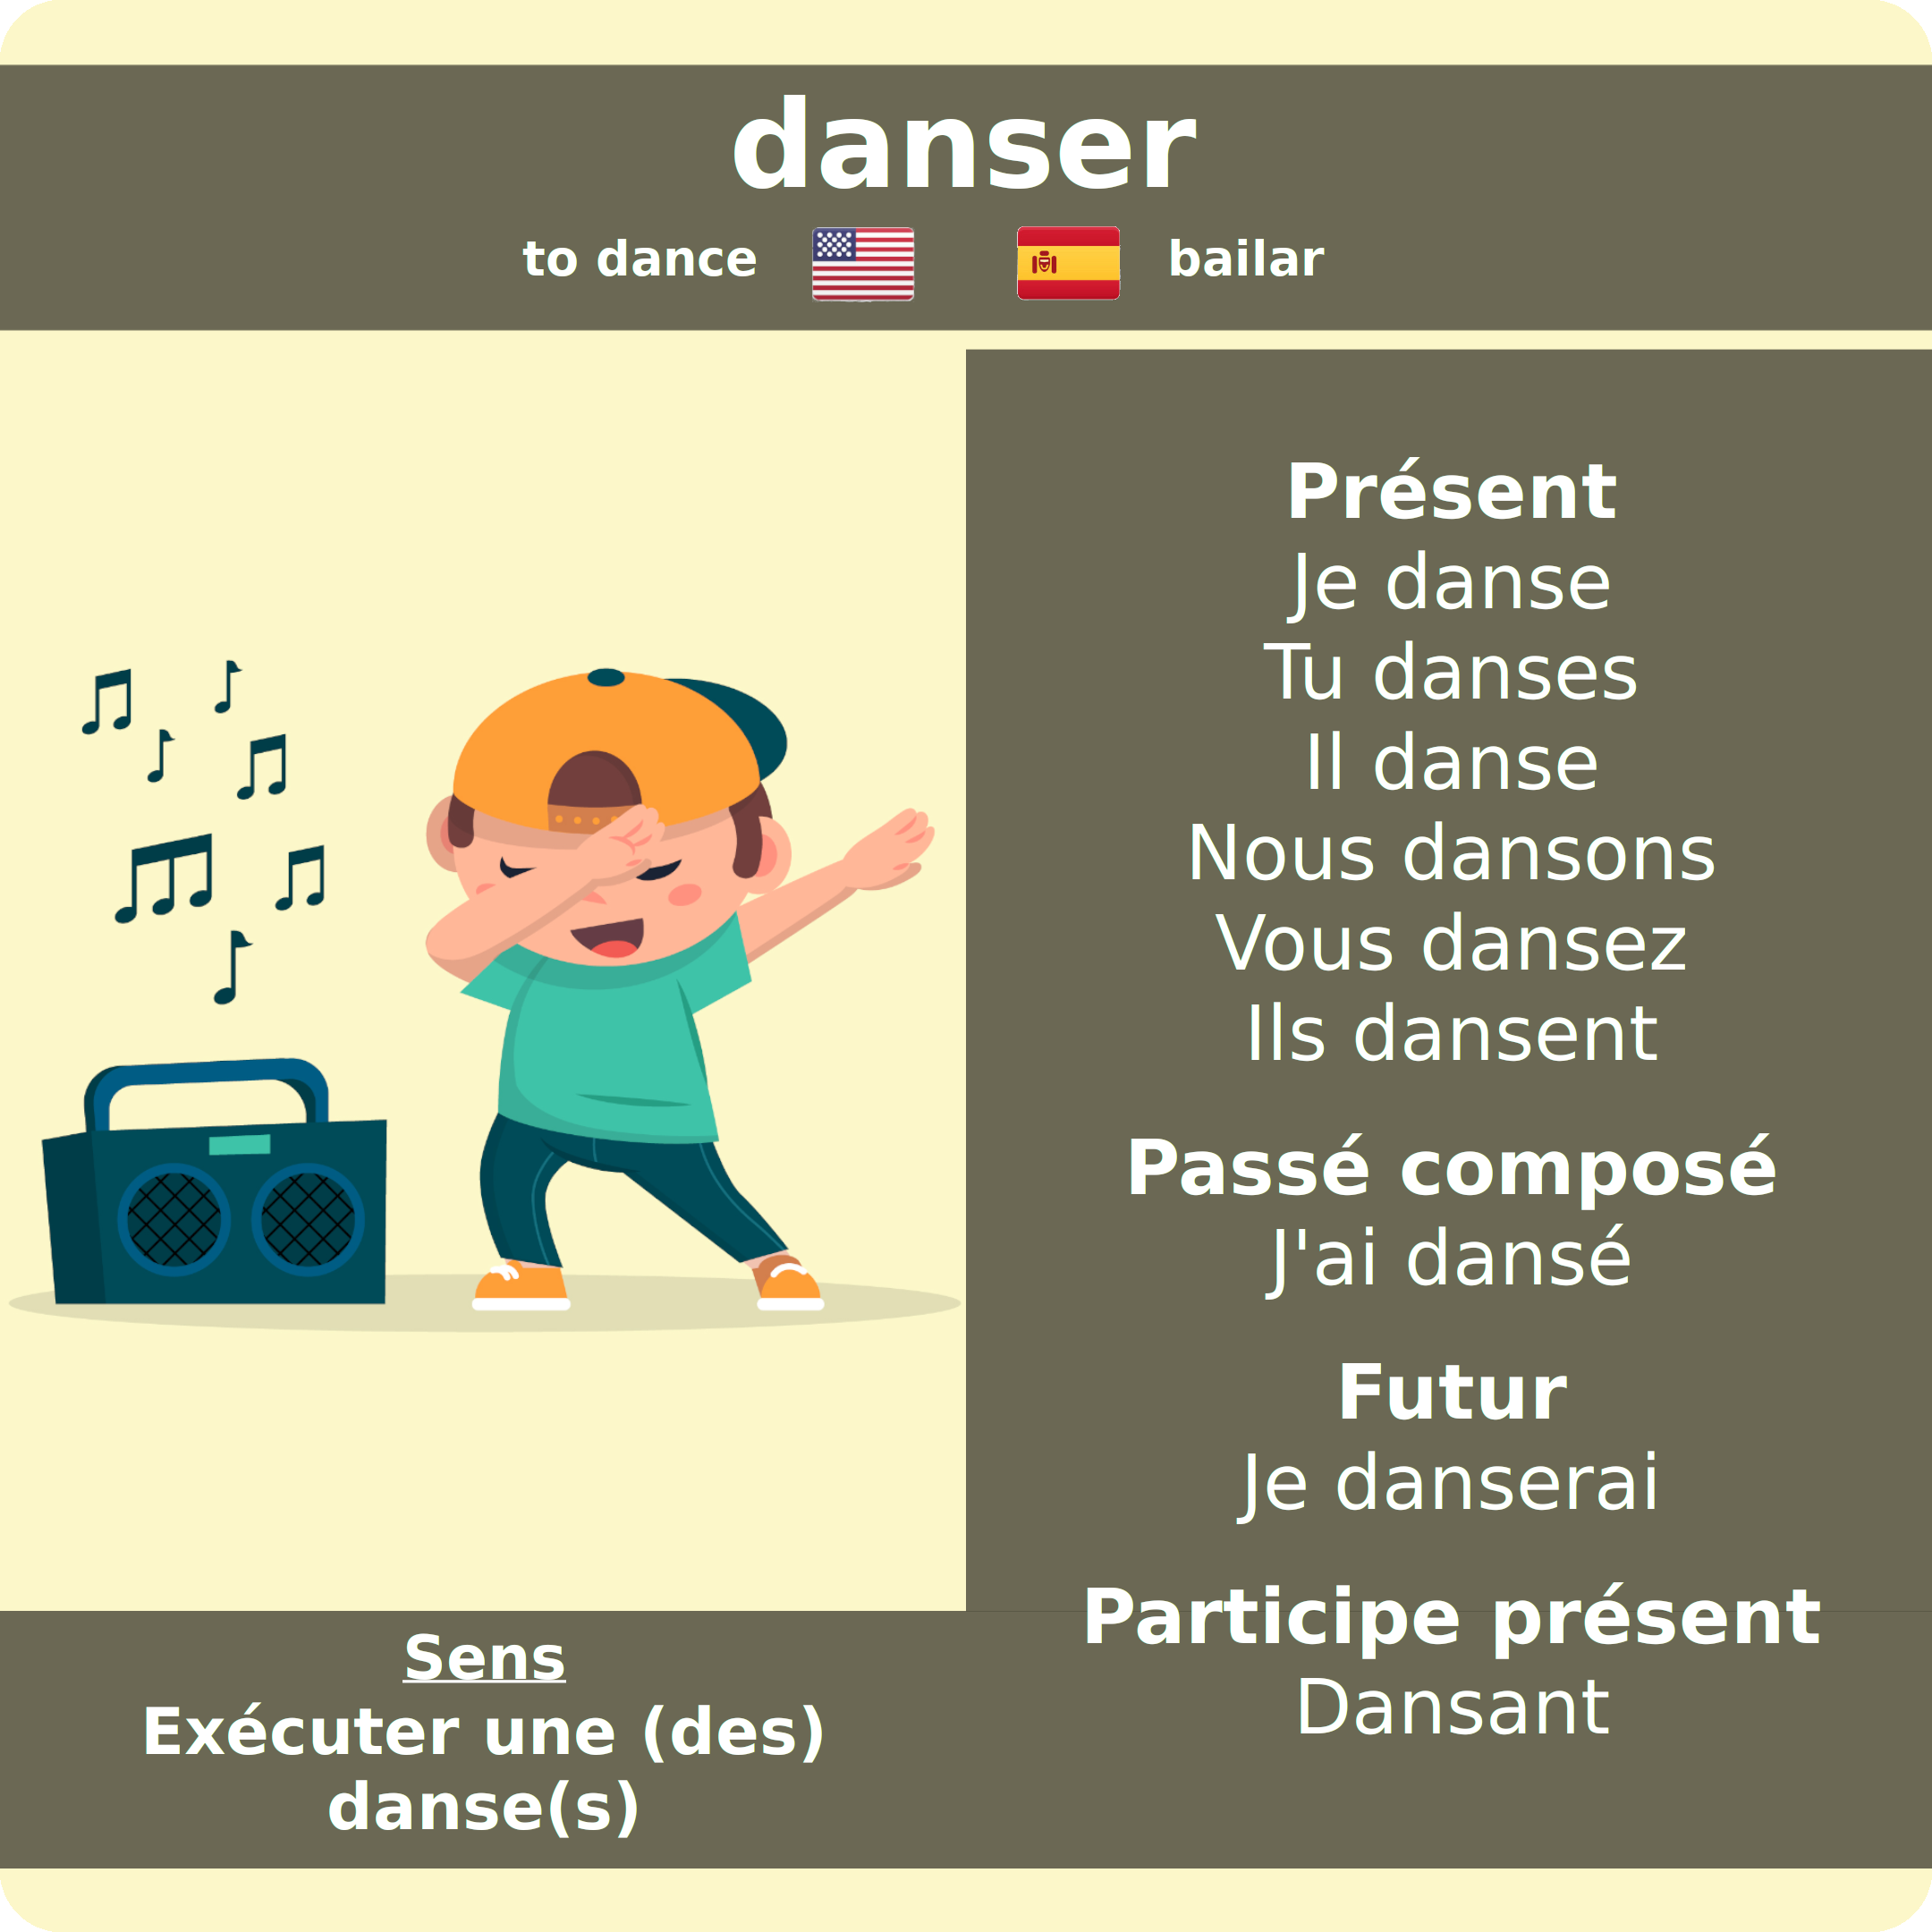 danser
to dance
bailar
Présent
Je danse
Tu danses
Il danse
Nous dansons
Vous dansez
Ils dansent
Passé composé
J'ai dansé
Futur
Je danserai
Participe présent
Dansant
Sens
Exécuter une (des)
danse(s)